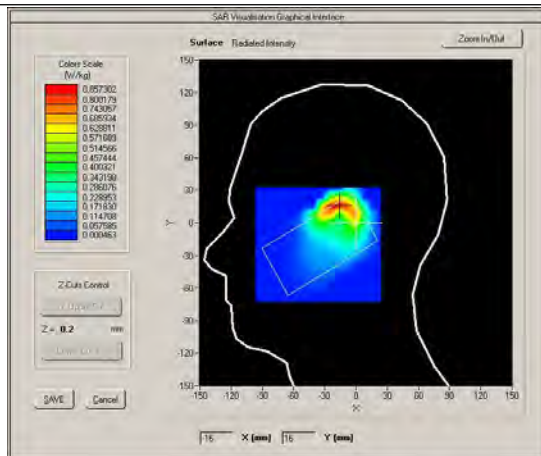 SAR Visualisation Graphical Interface
Surface Radiated Intensity
Zoom In/Out
Colors Scale
(W/kg)
0.857302
0.800179
0.743057
0.685934
0.628811
0.571689
0.514566
0.457444
0.400321
0.343198
0.286076
0.228953
0.171830
0.114708
0.057585
0.000463
150
120
90
60
30
0
-30
-60
-90
-120
-150
Y
-150 -120 -90 -60 -30 0 30 60 90 120 150
X
Z-Cuts Control
Z = 0.2 mm
SAVE Cancel
-16 X (mm) 16 Y (mm)